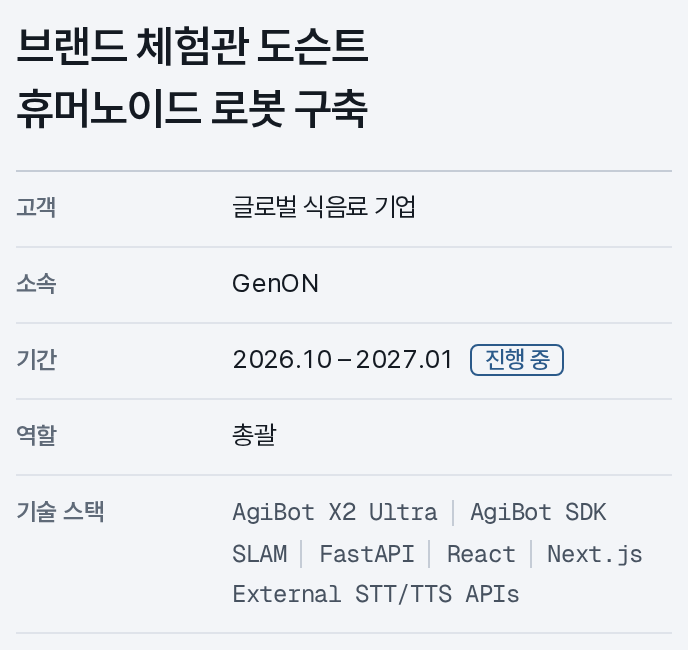 브랜드 체험관 도슨트
휴머노이드 로봇 구축
고객 글로벌 식음료 기업
소속 GenON
기간 2026.10 – 2027.01 진행 중
역할 총괄
기술 스택 AgiBot X2 Ultra | AgiBot SDK
SLAM | FastAPI | React | Next.js
External STT/TTS APIs